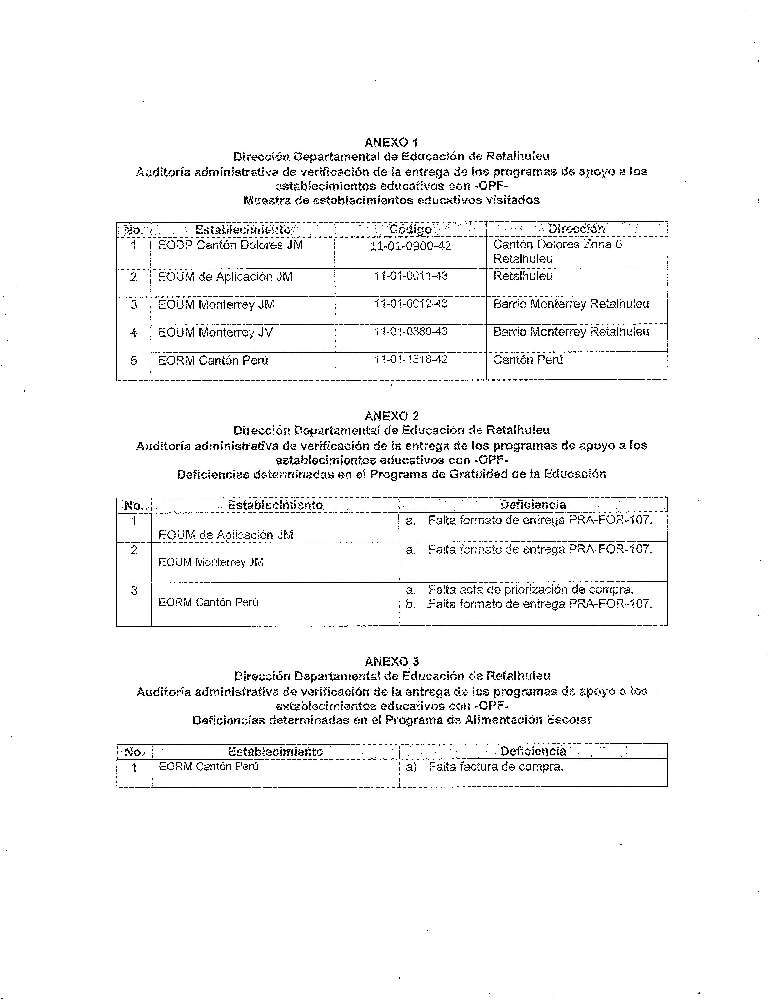 ANEXO 1
Dirección Departamental de Educación de Retalhuleu
Auditoría administrativa de verificación de la entrega de los programas de apoyo a los
establecimientos educativos con -OPF-
Muestra de establecimientos educativos visitados
No. Establecimiento Código Dirección
1 EODP Cantón Dolores JM 11-01-0900-42 Cantón Dolores Zona 6
Retalhuleu
2 EOUM de Aplicación JM 11-01-0011-43 Retalhuleu
3 EOUM Monterrey JM 11-01-0012-43 Barrio Monterrey Retalhuleu
4 EOUM Monterrey JV 11-01-0380-43 Barrio Monterrey Retalhuleu
5 EORM Cantón Perú 11-01-1518-42 Cantón Perú
ANEXO 2
Dirección Departamental de Educación de Retalhuleu
Auditoría administrativa de verificación de la entrega de los programas de apoyo a los
establecimientos educativos con -OPF-
Deficiencias determinadas en el Programa de Gratuidad de la Educación
No. Establecimiento Deficiencia
1 a. Falta formato de entrega PRA-FOR-107.
EOUM de Aplicación JM
2 a. Falta formato de entrega PRA-FOR-107.
EOUM Monterrey JM
3 a. Falta acta de priorización de compra.
EORM Cantón Perú b. .Falta formato de entrega PRA-FOR-107.
ANEXO 3
Dirección Departamental de Educación de Retalhuleu
Auditoría administrativa de verificación de la entrega de los programas de apoyo a los
establecimientos educativos con -OPF-
Deficiencias determinadas en el Programa de Alimentación Escolar
No. Establecimiento Deficiencia
1 EORM Cantón Perú a) Falta factura de compra.